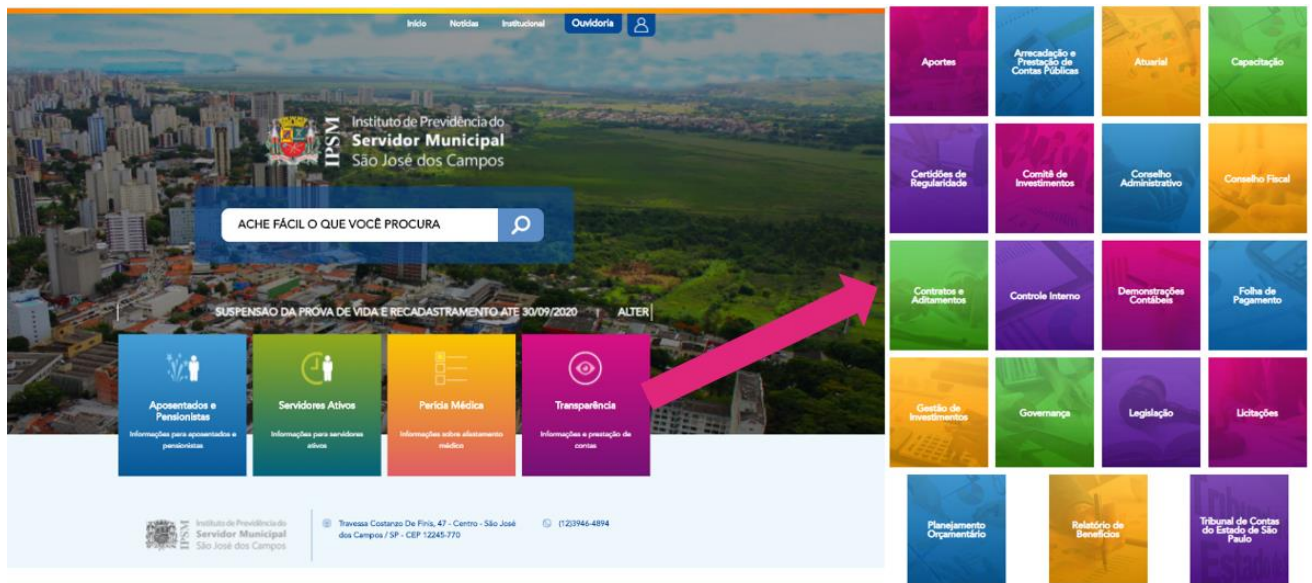 Início Notícias Institucional Ouvidoria
IPSM
Instituto de Previdência do
Servidor Municipal
São José dos Campos
ACHE FÁCIL O QUE VOCÊ PROCURA
SUSPENSÃO DA PROVA DE VIDA E RECADASTRAMENTO ATÉ 30/09/2020 | ALTER
Aposentados e
Pensionistas
Informações para aposentados e
pensionistas
Servidores Ativos
Informações para servidores
ativos
Perícia Médica
Informações sobre afastamento
médico
Transparência
Informações e prestação de
contas
IPSM
Instituto de Previdência do
Servidor Municipal
São José dos Campos
Travessa Costanzo De Finis, 47 - Centro - São José
dos Campos / SP - CEP 12245-770
(12)3946-4894
Aportes
Arrecadação e
Prestação de
Contas Públicas
Atuarial
Capacitação
Certidões de
Regularidade
Comitê de
Investimentos
Conselho
Administrativo
Conselho Fiscal
Contratos e
Aditamentos
Controle Interno
Demonstrações
Contábeis
Folha de
Pagamento
Gestão de
Investimentos
Governança
Legislação
Licitações
Planejamento
Orçamentário
Relatório de
Benefícios
Tribunal de Contas
do Estado de São
Paulo